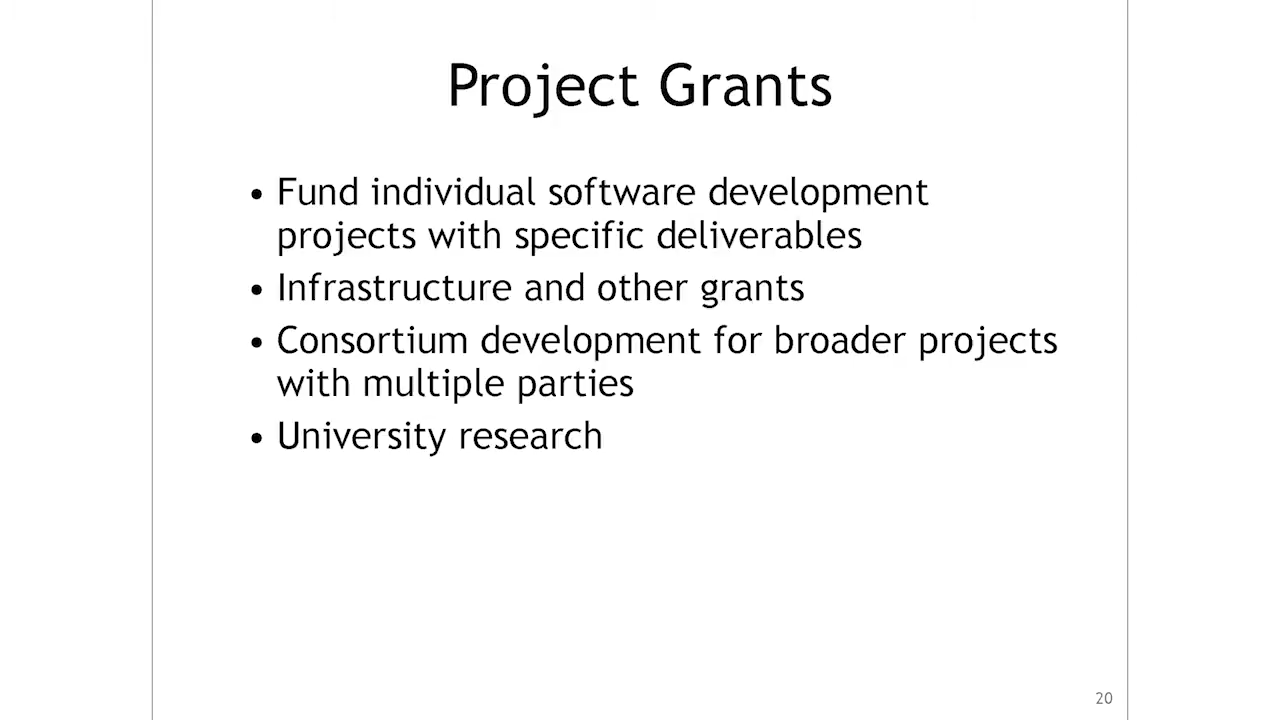 Project Grants
• Fund individual software development
projects with specific deliverables
• Infrastructure and other grants
• Consortium development for broader projects
with multiple parties
• University research
20